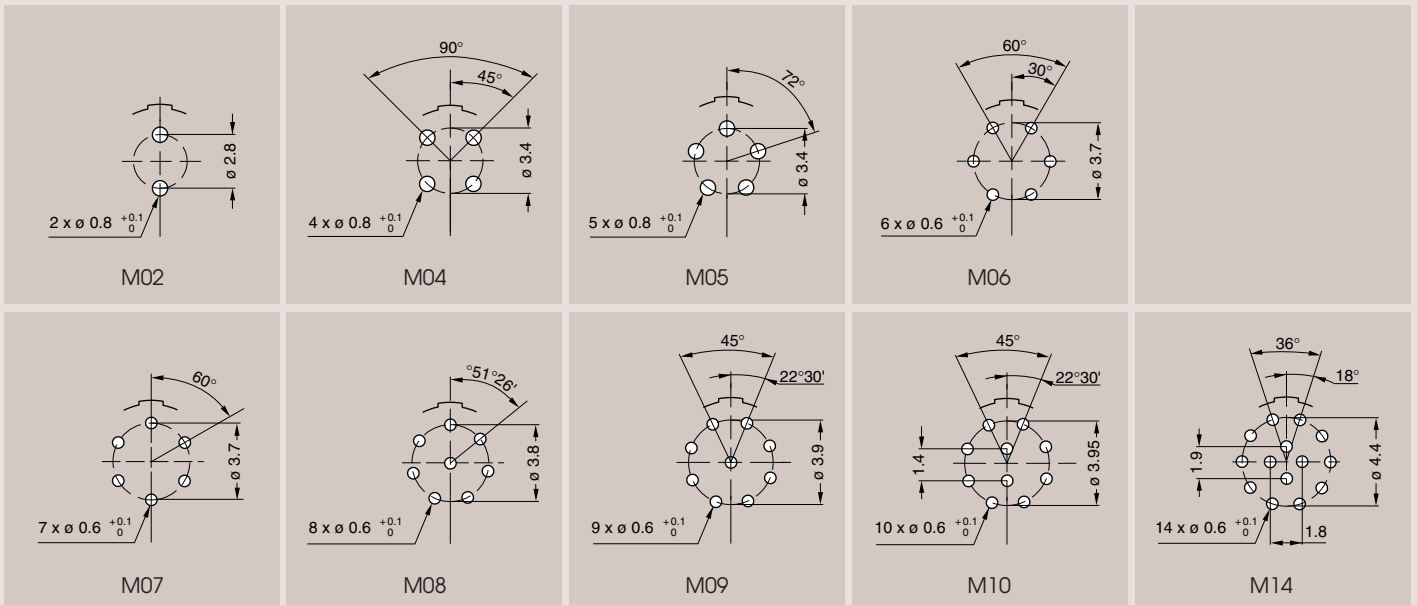 ø 2.8
2 x ø 0.8 +0.1 0
M02
90°
45°
ø 3.4
4 x ø 0.8 +0.1 0
M04
72°
ø 3.4
5 x ø 0.8 +0.1 0
M05
60°
30°
ø 3.7
6 x ø 0.6 +0.1 0
M06
60°
ø 3.7
7 x ø 0.6 +0.1 0
M07
°51°26'
ø 3.8
8 x ø 0.6 +0.1 0
M08
45°
22°30'
ø 3.9
9 x ø 0.6 +0.1 0
M09
45°
22°30'
1.4
ø 3.95
10 x ø 0.6 +0.1 0
M10
36°
18°
1.9
ø 4.4
14 x ø 0.6 +0.1 0
1.8
M14